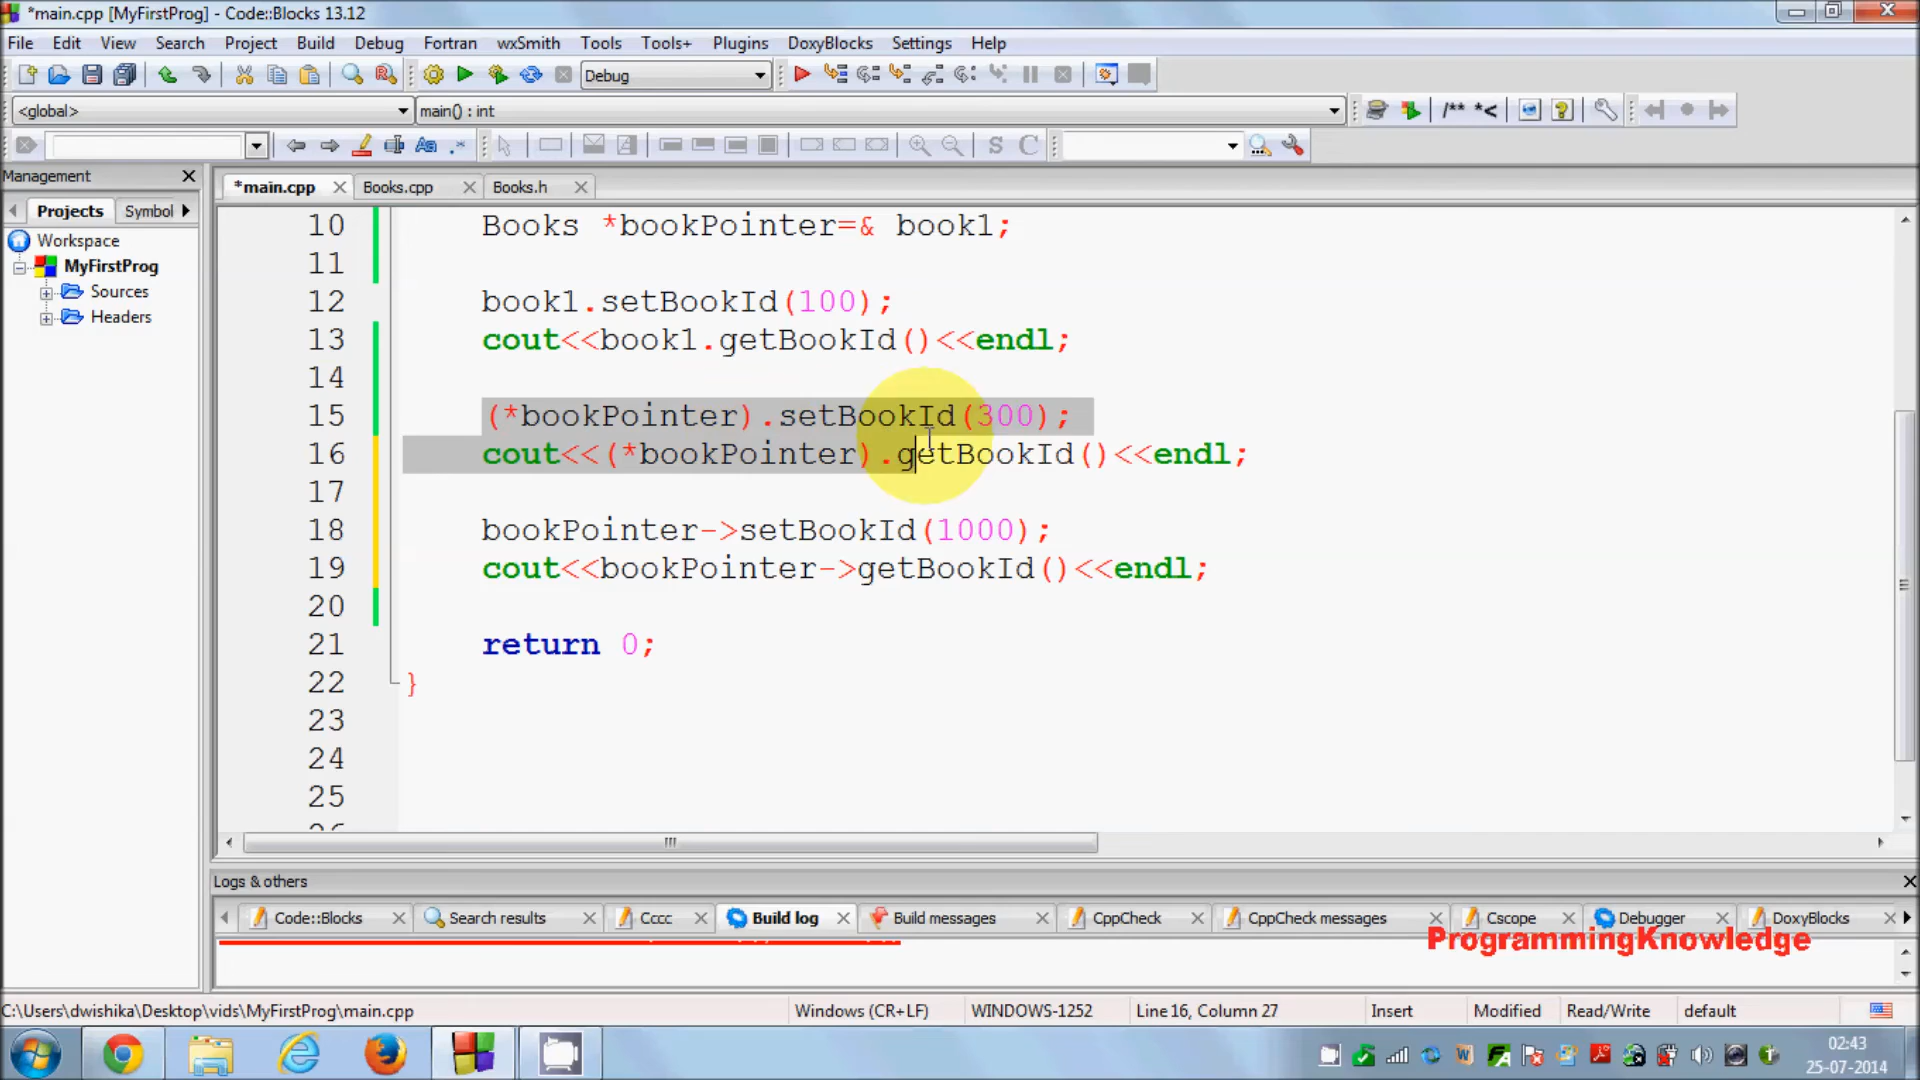 *main.cpp [MyFirstProg] - Code::Blocks 13.12
File Edit View Search Project Build Debug Fortran wxSmith Tools Tools+ Plugins DoxyBlocks Settings Help
Debug
<global> main() : int
/** *<
S C
Management
*main.cpp Books.cpp Books.h
Projects Symbol
Workspace
MyFirstProg
Sources
Headers
10 Books *bookPointer=& book1;
11
12 book1.setBookId(100);
13 cout<<book1.getBookId()<<endl;
14
15 (*bookPointer).setBookId(300);
16 cout<<(*bookPointer).getBookId()<<endl;
17
18 bookPointer->setBookId(1000);
19 cout<<bookPointer->getBookId()<<endl;
20
21 return 0;
22 }
23
24
25
Logs & others
Code::Blocks Search results Cccc Build log Build messages CppCheck CppCheck messages Cscope Debugger DoxyBlocks
ProgrammingKnowledge
C:\Users\dwishika\Desktop\vids\MyFirstProg\main.cpp Windows (CR+LF) WINDOWS-1252 Line 16, Column 27 Insert Modified Read/Write default
02:43
25-07-2014